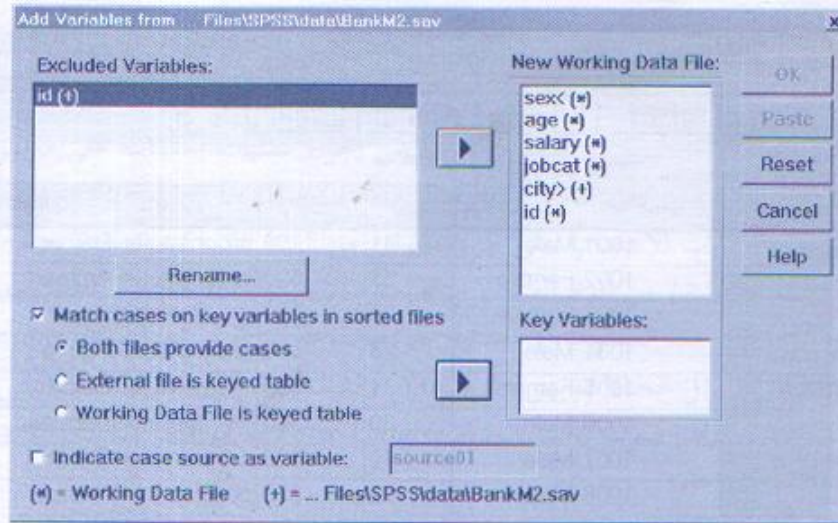 Add Variables from ... Files\SPSS\data\BankM2.sav
x
Excluded Variables:
id (+)
New Working Data File:
sex< (*)
age (*)
salary (*)
jobcat (*)
city> (+)
id (*)
OK
Paste
Reset
Cancel
Help
Rename...
Match cases on key variables in sorted files
Both files provide cases
External file is keyed table
Working Data File is keyed table
Key Variables:
Indicate case source as variable:
source01
(*) = Working Data File (+) = ... Files\SPSS\data\BankM2.sav